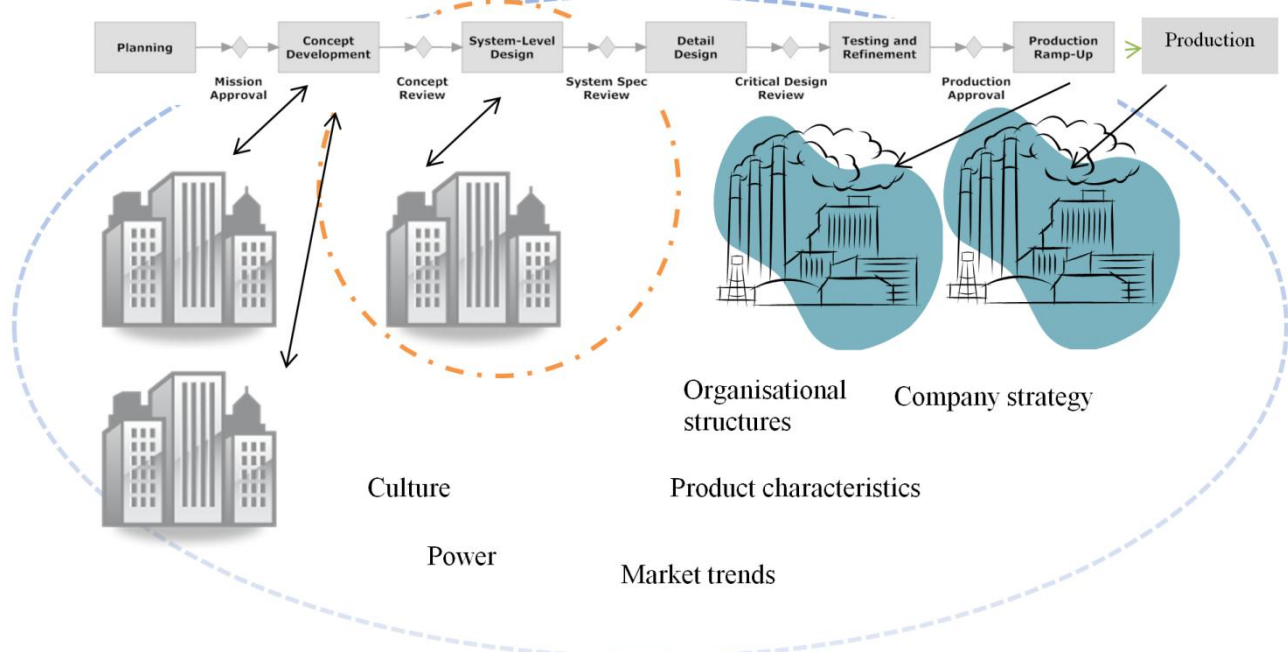 Planning
Concept
Development
System-Level
Design
Detail
Design
Testing and
Refinement
Production
Ramp-Up
Production
Mission
Approval
Concept
Review
System Spec
Review
Critical Design
Review
Production
Approval
Organisational
structures
Company strategy
Culture
Product characteristics
Power
Market trends